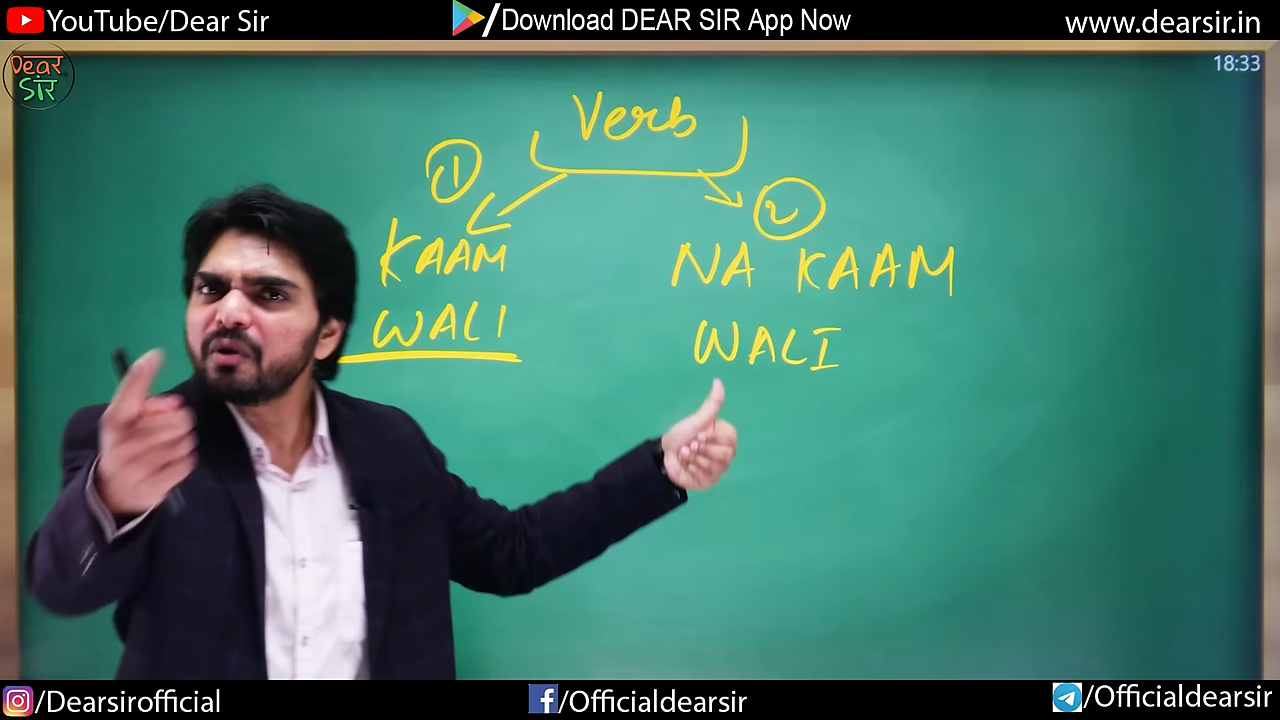 YouTube/Dear Sir
/Download DEAR SIR App Now
www.dearsir.in
Dear
Sir
18:33
Verb
1
KAAM
WALI
2
NA KAAM
WALI
/Dearsirofficial
/Officialdearsir
/Officialdearsir